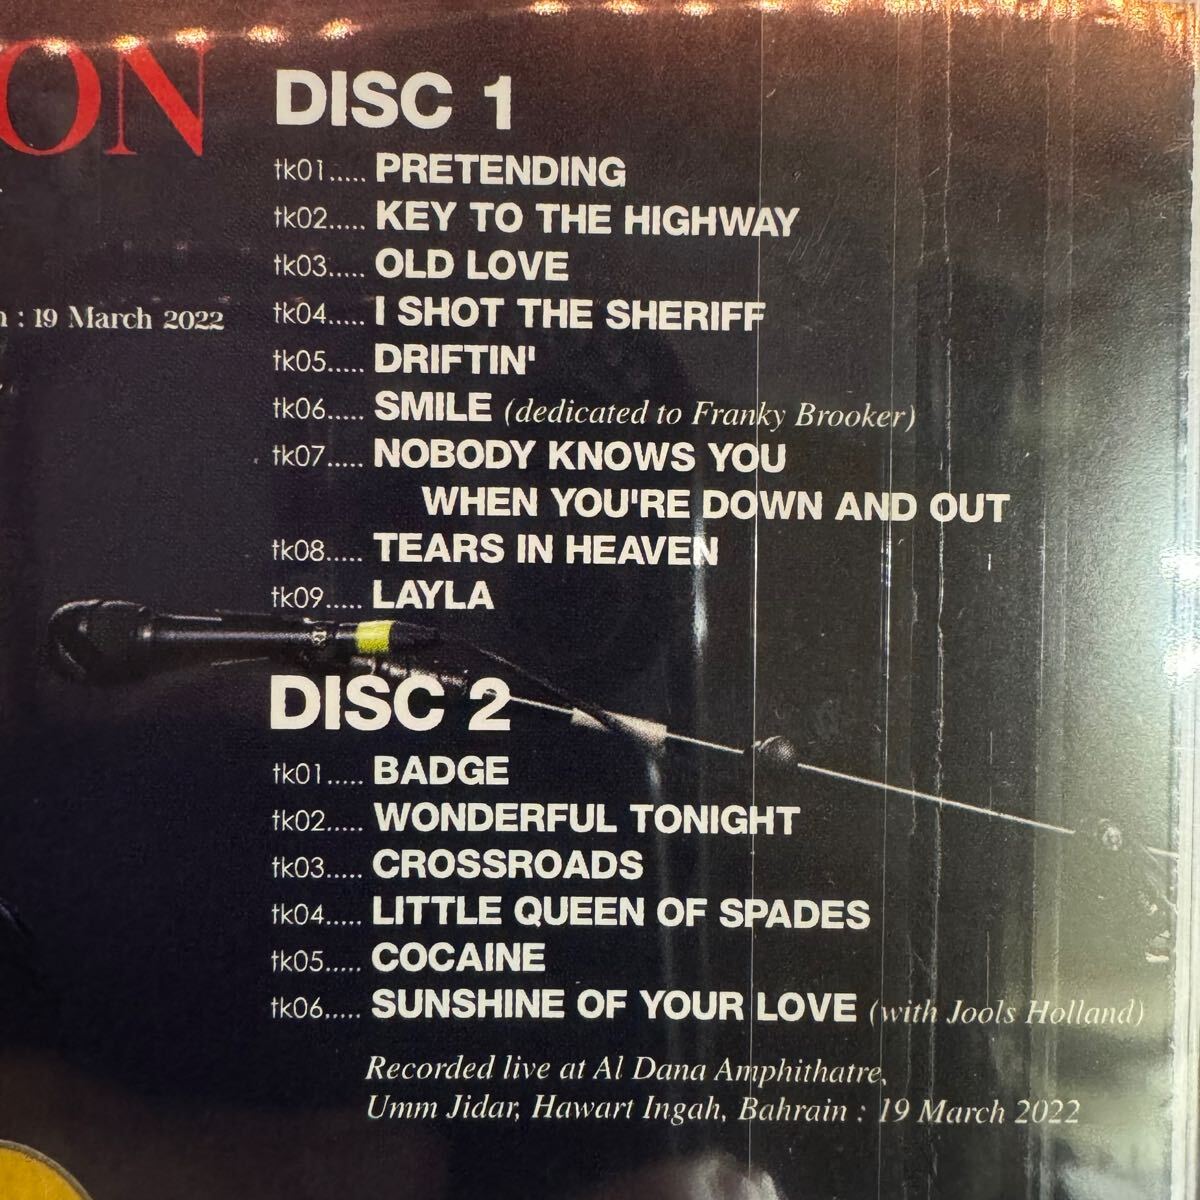 ON
: 19 March 2022
DISC 1
tk01..... PRETENDING
tk02..... KEY TO THE HIGHWAY
tk03..... OLD LOVE
tk04..... I SHOT THE SHERIFF
tk05..... DRIFTIN'
tk06..... SMILE (dedicated to Franky Brooker)
tk07..... NOBODY KNOWS YOU
WHEN YOU'RE DOWN AND OUT
tk08..... TEARS IN HEAVEN
tk09..... LAYLA
DISC 2
tk01..... BADGE
tk02..... WONDERFUL TONIGHT
tk03..... CROSSROADS
tk04..... LITTLE QUEEN OF SPADES
tk05..... COCAINE
tk06..... SUNSHINE OF YOUR LOVE (with Jools Holland)
Recorded live at Al Dana Amphithatre,
Umm Jidar, Hawart Ingah, Bahrain : 19 March 2022